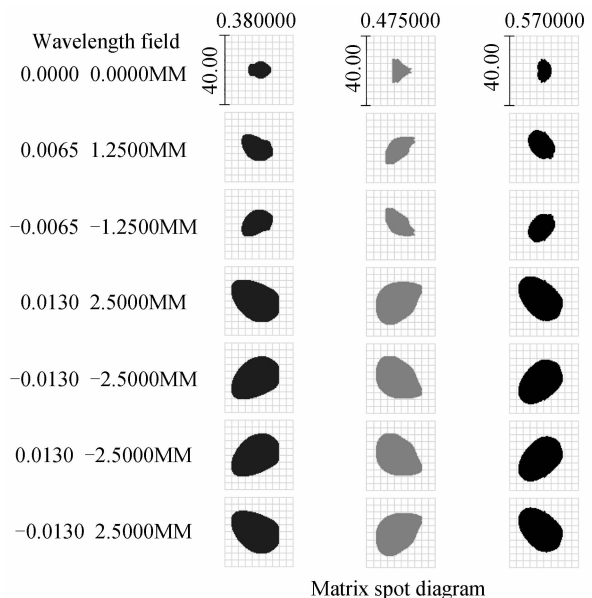 0.380000 0.475000 0.570000
Wavelength field
40.00 40.00 40.00
0.0000 0.0000MM
0.0065 1.2500MM
−0.0065 −1.2500MM
0.0130 2.5000MM
−0.0130 −2.5000MM
0.0130 −2.5000MM
−0.0130 2.5000MM
Matrix spot diagram